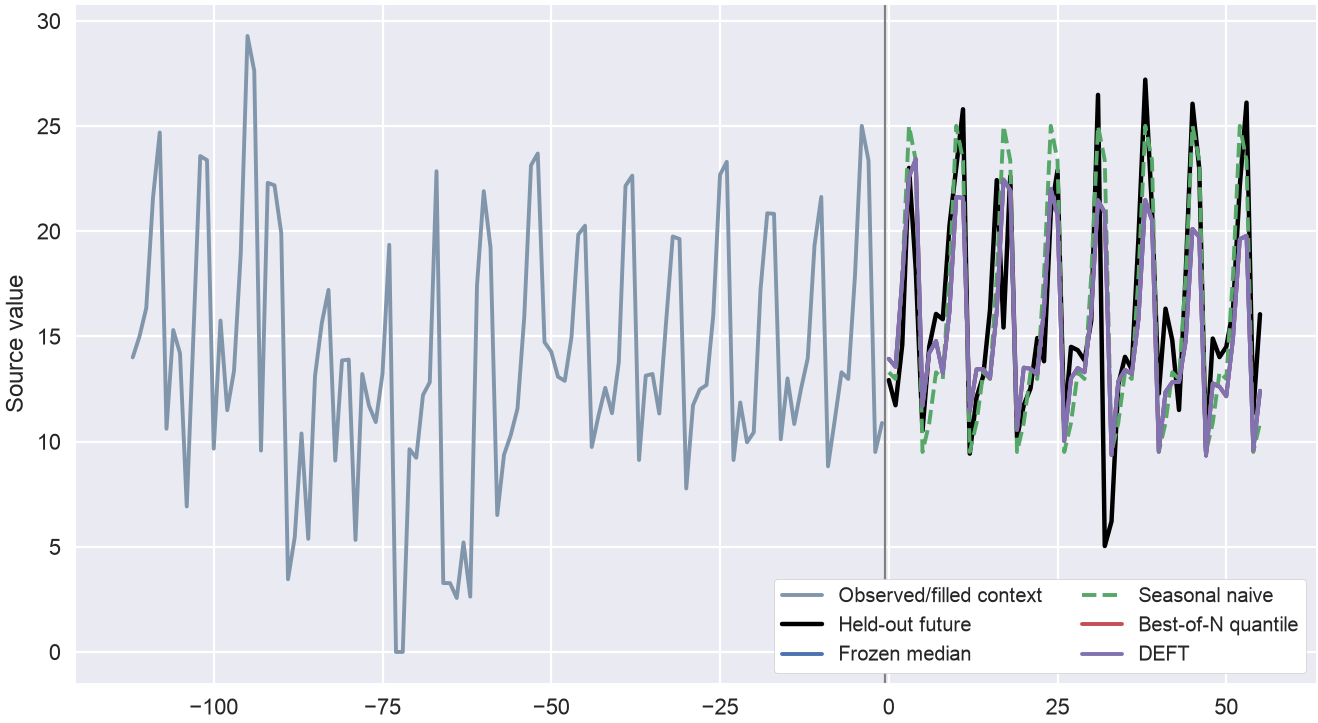 30
25
20
15
10
5
0
Source value
−100
−75
−50
−25
0
25
50
Observed/filled context
Held-out future
Frozen median
Seasonal naive
Best-of-N quantile
DEFT